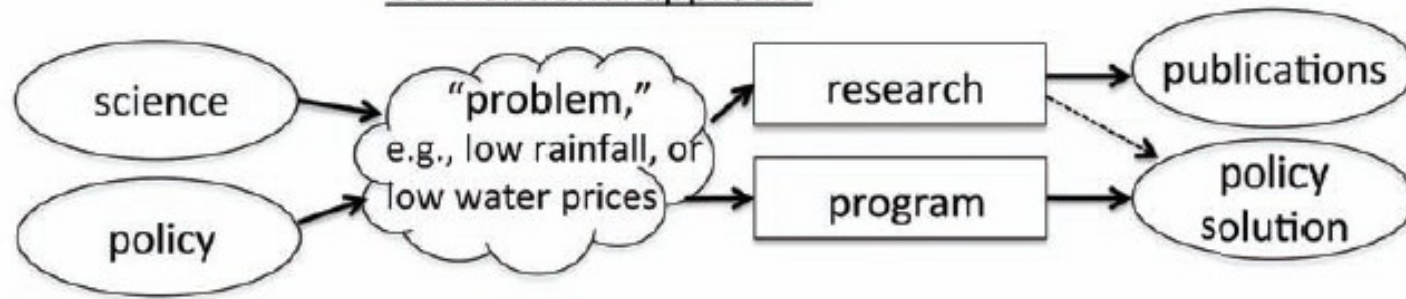 science
policy
“problem,”
e.g., low rainfall, or
low water prices
research
program
publications
policy
solution